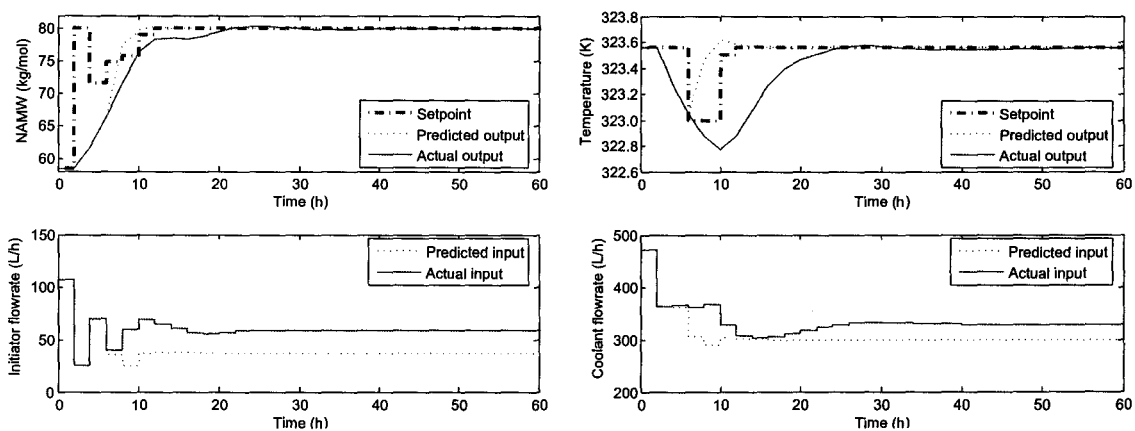 NAMW (kg/mol)
80
75
70
65
60
0
10
20
30
40
50
60
Time (h)
Setpoint
Predicted output
Actual output
Temperature (K)
323.8
323.6
323.4
323.2
323.0
322.8
322.6
0
10
20
30
40
50
60
Time (h)
Setpoint
Predicted output
Actual output
Initiator flowrate (L/h)
150
100
50
0
0
10
20
30
40
50
60
Time (h)
Predicted input
Actual input
Coolant flowrate (L/h)
500
400
300
200
0
10
20
30
40
50
60
Time (h)
Predicted input
Actual input